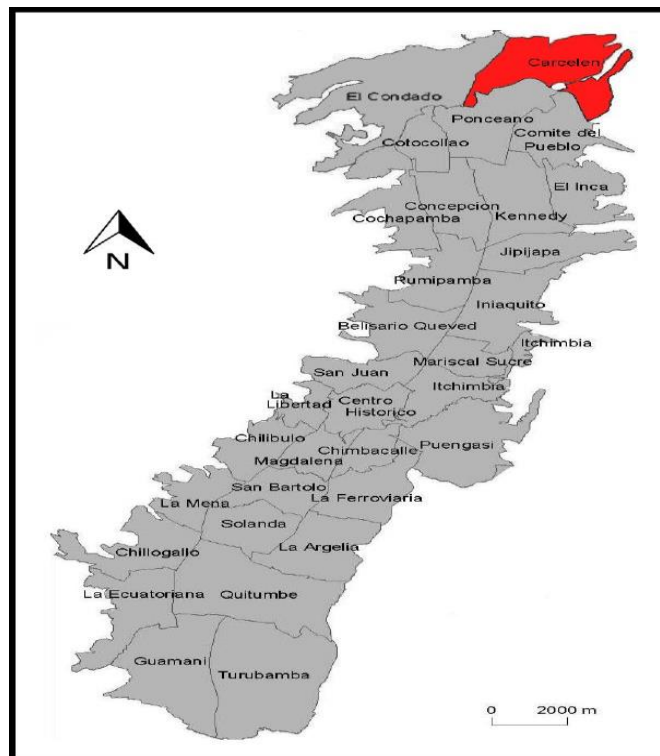 Carcelen
El Condado
Ponceano
Cotocollao
Comite del
Pueblo
El Inca
Concepcion
Cochapamba
Kennedy
Jipijapa
N
Rumipamba
Iniaquito
Belisario Queved
Itchimbia
Mariscal Sucre
San Juan
Itchimbia
La
Libertad
Centro
Historico
Chilibulo
Chimbacalle
Puengasi
Magdalena
San Bartolo
La Ferroviaria
La Mena
Solanda
La Argelia
Chillogallo
La Ecuatoriana
Quitumbe
Guamani
Turubamba
0 2000 m